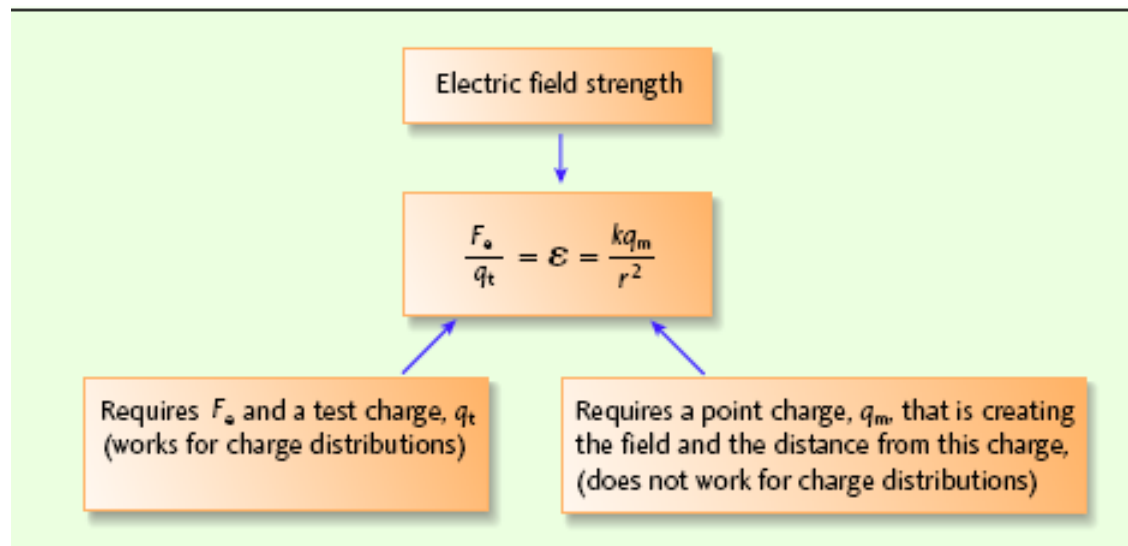 Electric field strength
Fₑ/qₜ = ε = kqₘ/r²
Requires Fₑ and a test charge, qₜ
(works for charge distributions)
Requires a point charge, qₘ, that is creating
the field and the distance from this charge,
(does not work for charge distributions)